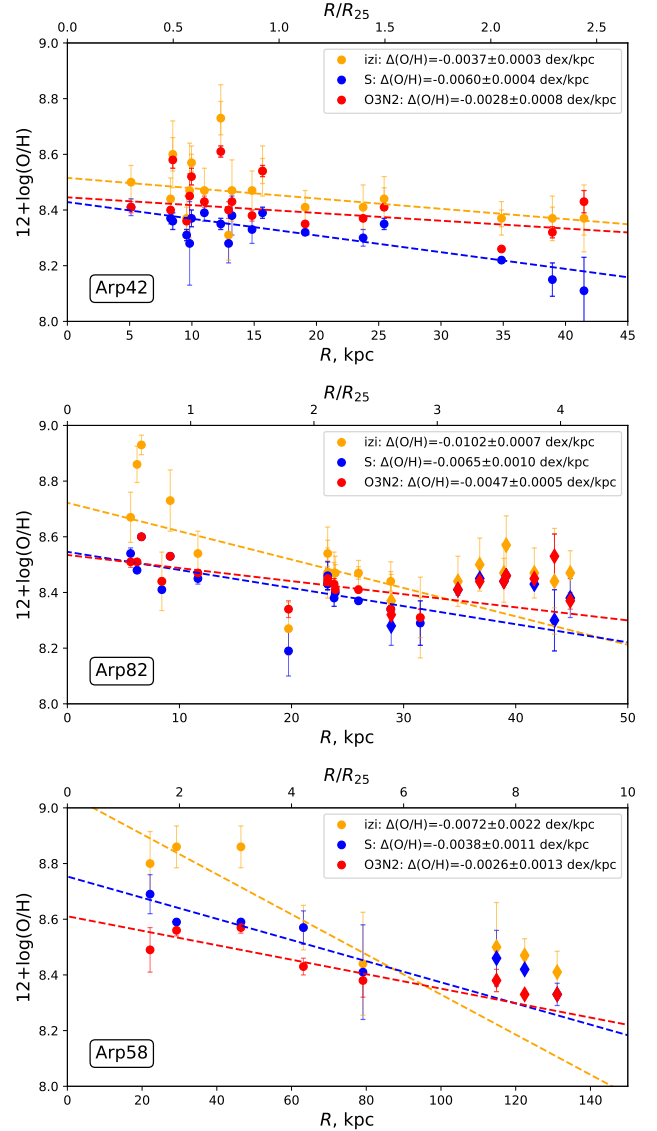 R/R25
0.0 0.5 1.0 1.5 2.0 2.5
9.0
8.8
8.6
8.4
8.2
8.0
12+log(O/H)
izi: Δ(O/H)=-0.0037±0.0003 dex/kpc
S: Δ(O/H)=-0.0060±0.0004 dex/kpc
O3N2: Δ(O/H)=-0.0028±0.0008 dex/kpc
Arp42
0 5 10 15 20 25 30 35 40 45
R, kpc
R/R25
0 1 2 3 4
9.0
8.8
8.6
8.4
8.2
8.0
12+log(O/H)
izi: Δ(O/H)=-0.0102±0.0007 dex/kpc
S: Δ(O/H)=-0.0065±0.0010 dex/kpc
O3N2: Δ(O/H)=-0.0047±0.0005 dex/kpc
Arp82
0 10 20 30 40 50
R, kpc
R/R25
0 2 4 6 8 10
9.0
8.8
8.6
8.4
8.2
8.0
12+log(O/H)
izi: Δ(O/H)=-0.0072±0.0022 dex/kpc
S: Δ(O/H)=-0.0038±0.0011 dex/kpc
O3N2: Δ(O/H)=-0.0026±0.0013 dex/kpc
Arp58
0 20 40 60 80 100 120 140
R, kpc